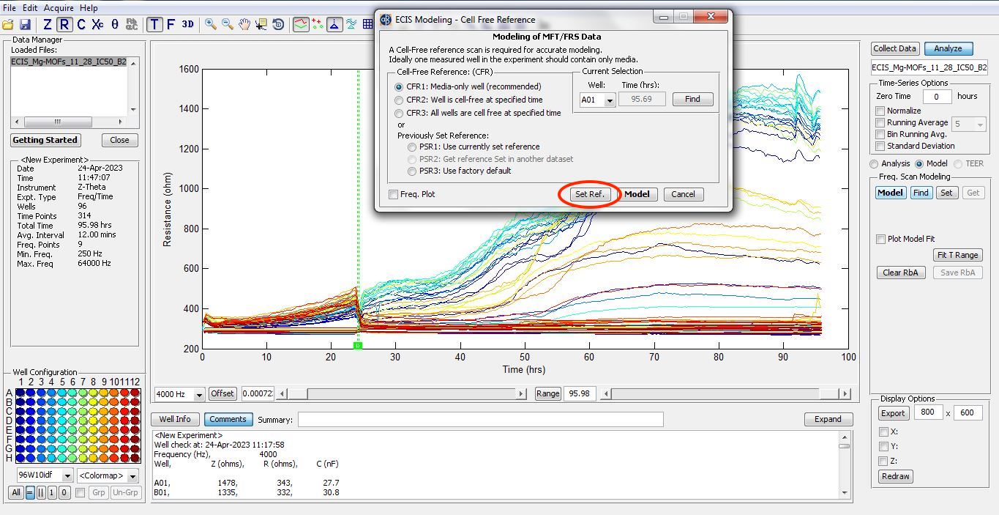 File Edit Acquire Help
Z R C Xc θ T F 3D
Data Manager
Loaded Files:
ECIS_Mg-MOFs_11_28_IC50_B2
Getting Started Close
<New Experiment>
Date 24-Apr-2023
Time 11:47:07
Instrument Z-Theta
Expt. Type Freq/Time
Wells 96
Time Points 314
Total Time 95.98 hrs
Avg. Interval 12.00 mins
Freq. Points 9
Min. Freq. 250 Hz
Max. Freq 64000 Hz
Well Configuration
1 2 3 4 5 6 7 8 9 10 11 12
A
B
C
D
E
F
G
H
96W10idf <Colormap>
All = || 1 0 Grp Un-Grp
Resistance (ohm)
1600
1400
1200
1000
800
600
400
200
0 10 20 30 40 50 60 70 80 90 100
Time (hrs)
4000 Hz Offset 0.00072: Range 95.98
Well Info Comments Summary: Expand
<New Experiment>
Well check at: 24-Apr-2023 11:17:58
Frequency (Hz), 4000
Well, Z (ohms), R (ohms), C (nF)
A01, 1478, 343, 27.7
B01, 1335, 332, 30.8
ECIS Modeling - Cell Free Reference
Modeling of MFT/FRS Data
A Cell-Free reference scan is required for accurate modeling.
Ideally one measured well in the experiment should contain only media.
Cell-Free Reference: (CFR)
CFR1: Media-only well (recommended)
CFR2: Well is cell-free at specified time
CFR3: All wells are cell free at specified time
or
Previously Set Reference:
PSR1: Use currently set reference
PSR2: Get reference Set in another dataset
PSR3: Use factory default
Current Selection
Well: Time (hrs):
A01 95.69 Find
Freq. Plot Set Ref. Model Cancel
Collect Data Analyze
ECIS_Mg-MOFs_11_28_IC50_B2
Time-Series Options
Zero Time 0 hours
Normalize
Running Average 5
Bin Running Avg.
Standard Deviation
Analysis Model TEER
Freq. Scan Modeling
Model Find Set Get
Plot Model Fit
Fit T Range
Clear RbA Save RbA
Display Options
Export 800 x 600
X:
Y:
Z:
Redraw